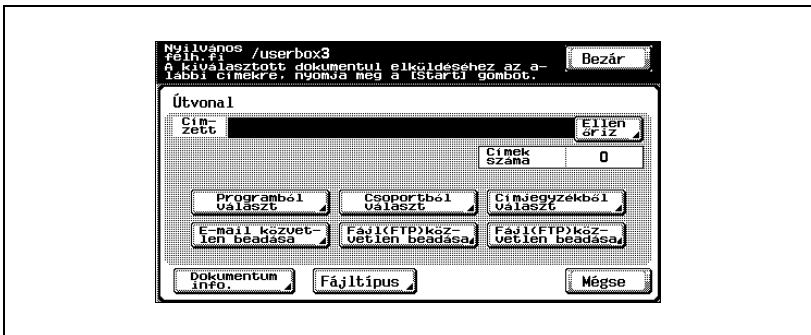 Nyilvános
felh.fi /userbox3
A kiválasztott dokumentul elküldéséhez az a-
lábbi címekre, nyomja meg a [Start] gombot.
Bezár
Útvonal
Cím-
zett
Ellen
őriz
Címek
száma 0
Programból
választ
Csoportból
választ
Címjegyzékből
választ
E-mail közvet-
len beadása
Fájl(FTP)köz-
vetlen beadása
Fájl(FTP)köz-
vetlen beadása
Dokumentum
info.
Fájltípus
Mégse